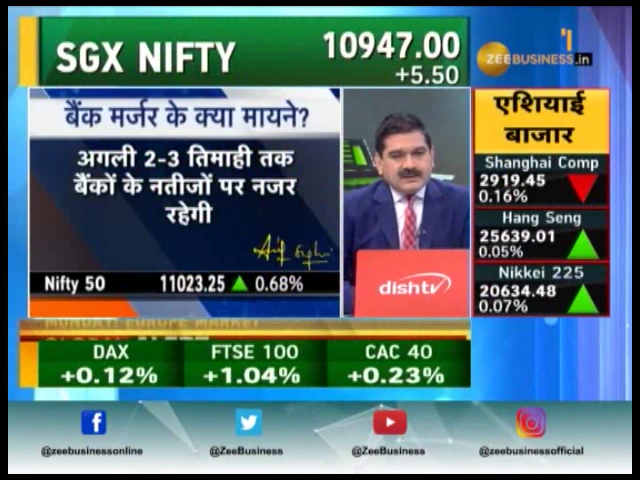 SGX NIFTY
10947.00
+5.50
ZEEBUSINESS.in
बैंक मर्जर के क्या मायने?
अगली 2-3 तिमाही तक
बैंकों के नतीजों पर नजर
रहेगी
Nifty 50 11023.25 0.68%
dishtv
एशियाई
बाजार
Shanghai Comp
2919.45
0.16%
Hang Seng
25639.01
0.05%
Nikkei 225
20634.48
0.07%
DAX
+0.12%
FTSE 100
+1.04%
CAC 40
+0.23%
@zeebusinessonline
@ZeeBusiness
@ZeeBusiness
@zeebusinessofficial